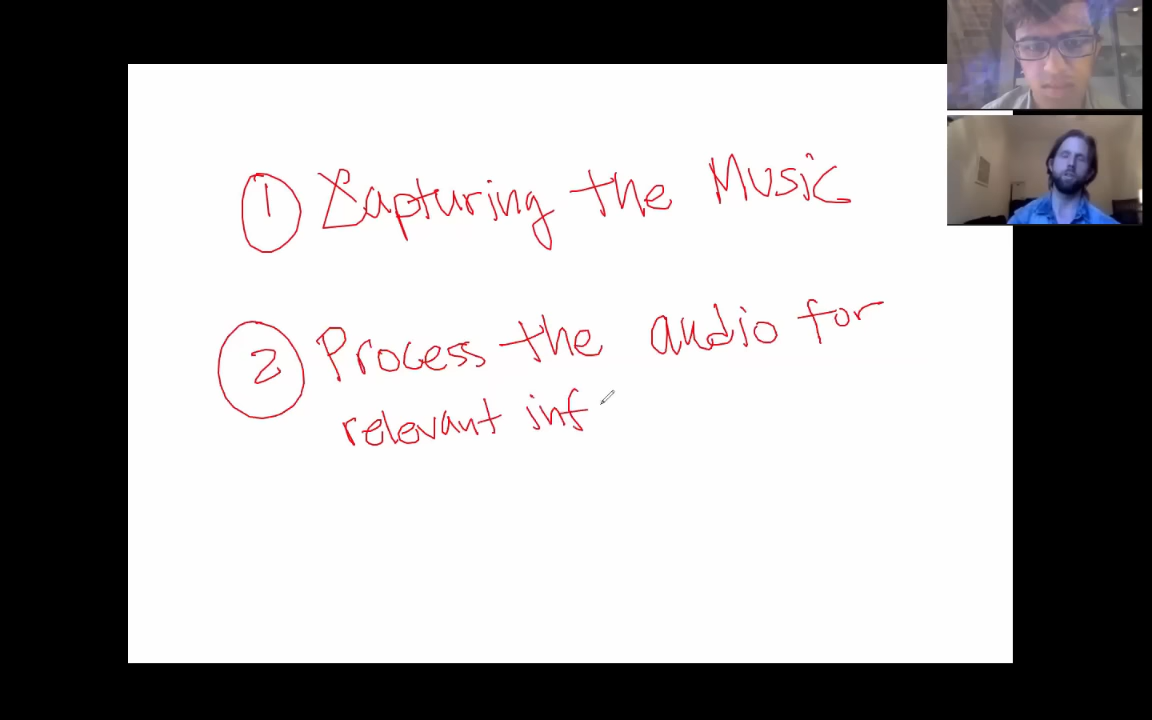 1 Capturing the Music
2 Process the audio for
relevant inf